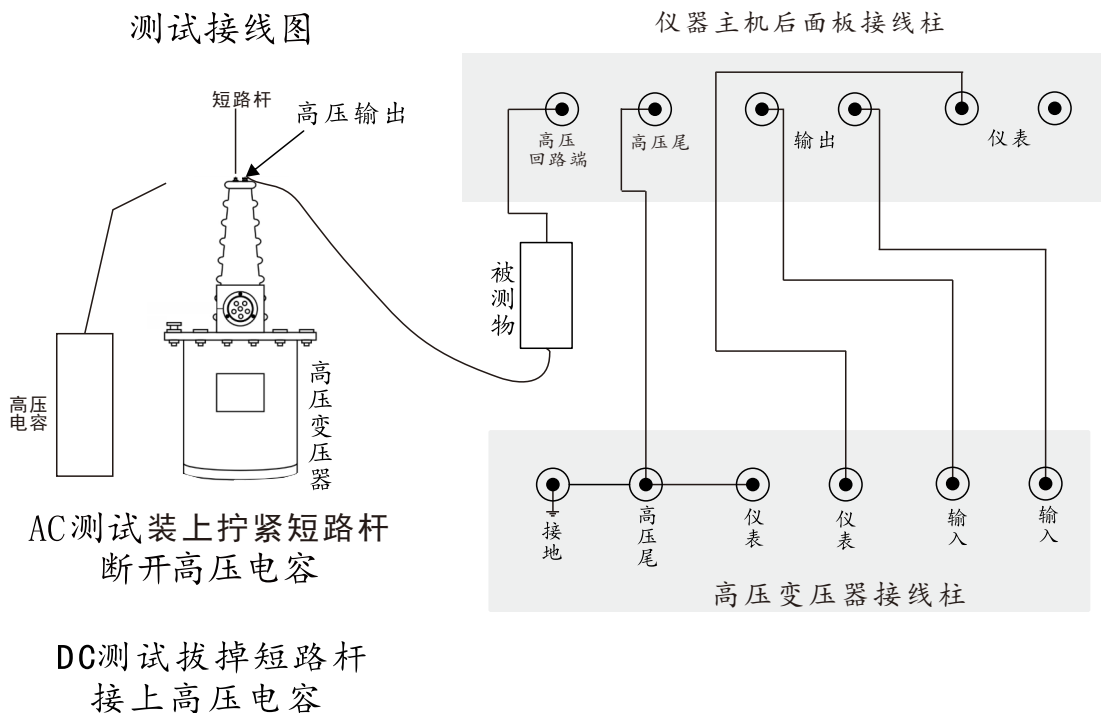 测试接线图
仪器主机后面板接线柱
短路杆
高压输出
高压
回路端
高压尾
输出
仪表
被测物
高压
电容
高压变压器
接地
高压尾
仪表
仪表
输入
输入
高压变压器接线柱
AC测试装上拧紧短路杆
断开高压电容
DC测试拔掉短路杆
接上高压电容